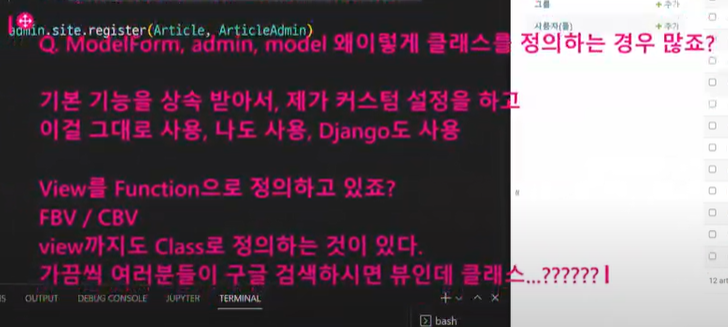 그룹
+ 추가
사용자(들)
+ 추가
admin.site.register(Article, ArticleAdmin)
Q. ModelForm, admin, model 왜이렇게 클래스를 정의하는 경우 많죠?
기본 기능을 상속 받아서, 제가 커스텀 설정을 하고
이걸 그대로 사용, 나도 사용, Django도 사용
View를 Function으로 정의하고 있죠?
FBV / CBV
view까지도 Class로 정의하는 것이 있다.
가끔씩 여러분들이 구글 검색하시면 뷰인데 클래스...??????
12 art
OUTPUT DEBUG CONSOLE JUPYTER TERMINAL
bash